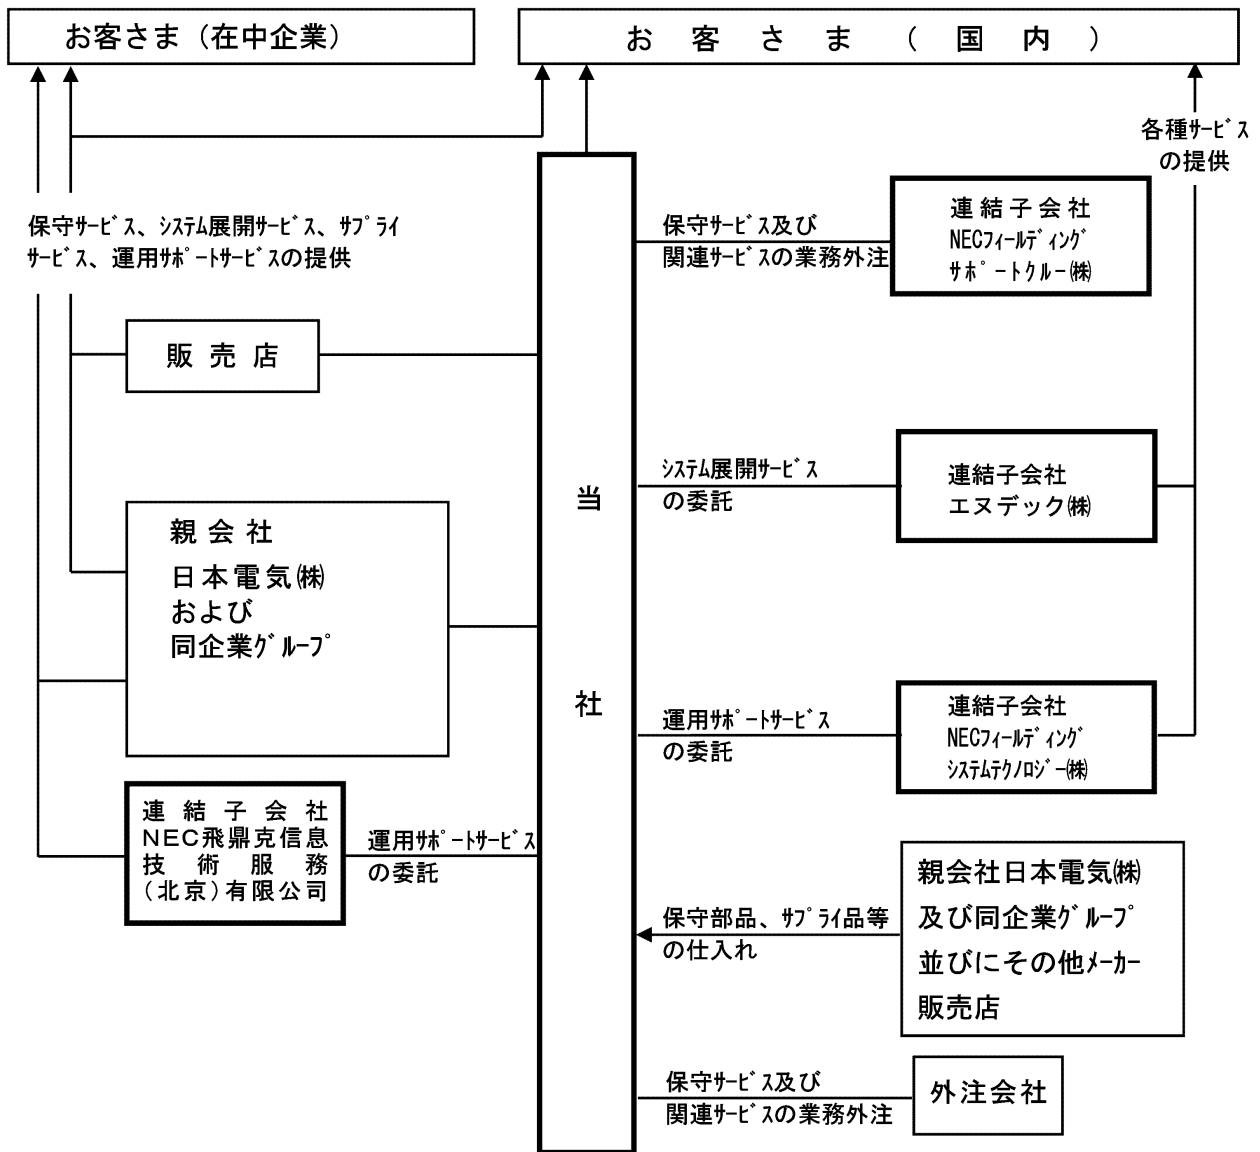 お客さま（在中企業）
お客さま（国内）
各種ｻｰﾋﾞｽ
の提供
保守ｻｰﾋﾞｽ、ｼｽﾃﾑ展開ｻｰﾋﾞｽ、ｻﾌﾟﾗｲ
ｻｰﾋﾞｽ、運用ｻﾎﾟｰﾄｻｰﾋﾞｽの提供
保守ｻｰﾋﾞｽ及び
関連ｻｰﾋﾞｽの業務外注
連結子会社
NECﾌｨｰﾙﾃﾞｨﾝｸﾞ
ｻﾎﾟｰﾄｸﾙｰ㈱
販売店
ｼｽﾃﾑ展開ｻｰﾋﾞｽ
の委託
連結子会社
エヌデック㈱
当社
親会社
日本電気㈱
および
同企業ｸﾞﾙｰﾌﾟ
運用ｻﾎﾟｰﾄｻｰﾋﾞｽ
の委託
連結子会社
NECﾌｨｰﾙﾃﾞｨﾝｸﾞ
ｼｽﾃﾑﾃｸﾉﾛｼﾞｰ㈱
連結子会社
ＮＥＣ飛鼎克信息
技術服務
（北京）有限公司
運用ｻﾎﾟｰﾄｻｰﾋﾞｽ
の委託
保守部品、ｻﾌﾟﾗｲ品等
の仕入れ
親会社日本電気㈱
及び同企業ｸﾞﾙｰﾌﾟ
並びにその他ﾒｰｶｰ
販売店
保守ｻｰﾋﾞｽ及び
関連ｻｰﾋﾞｽの業務外注
外注会社